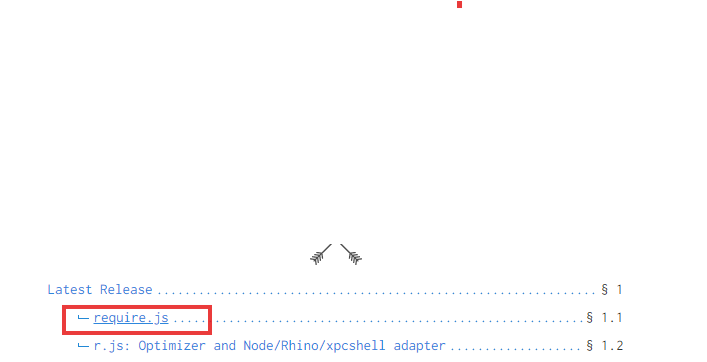 Latest Release ............................................................ § 1
require.js ........................................................ § 1.1
r.js: Optimizer and Node/Rhino/xpcshell adapter .................. § 1.2